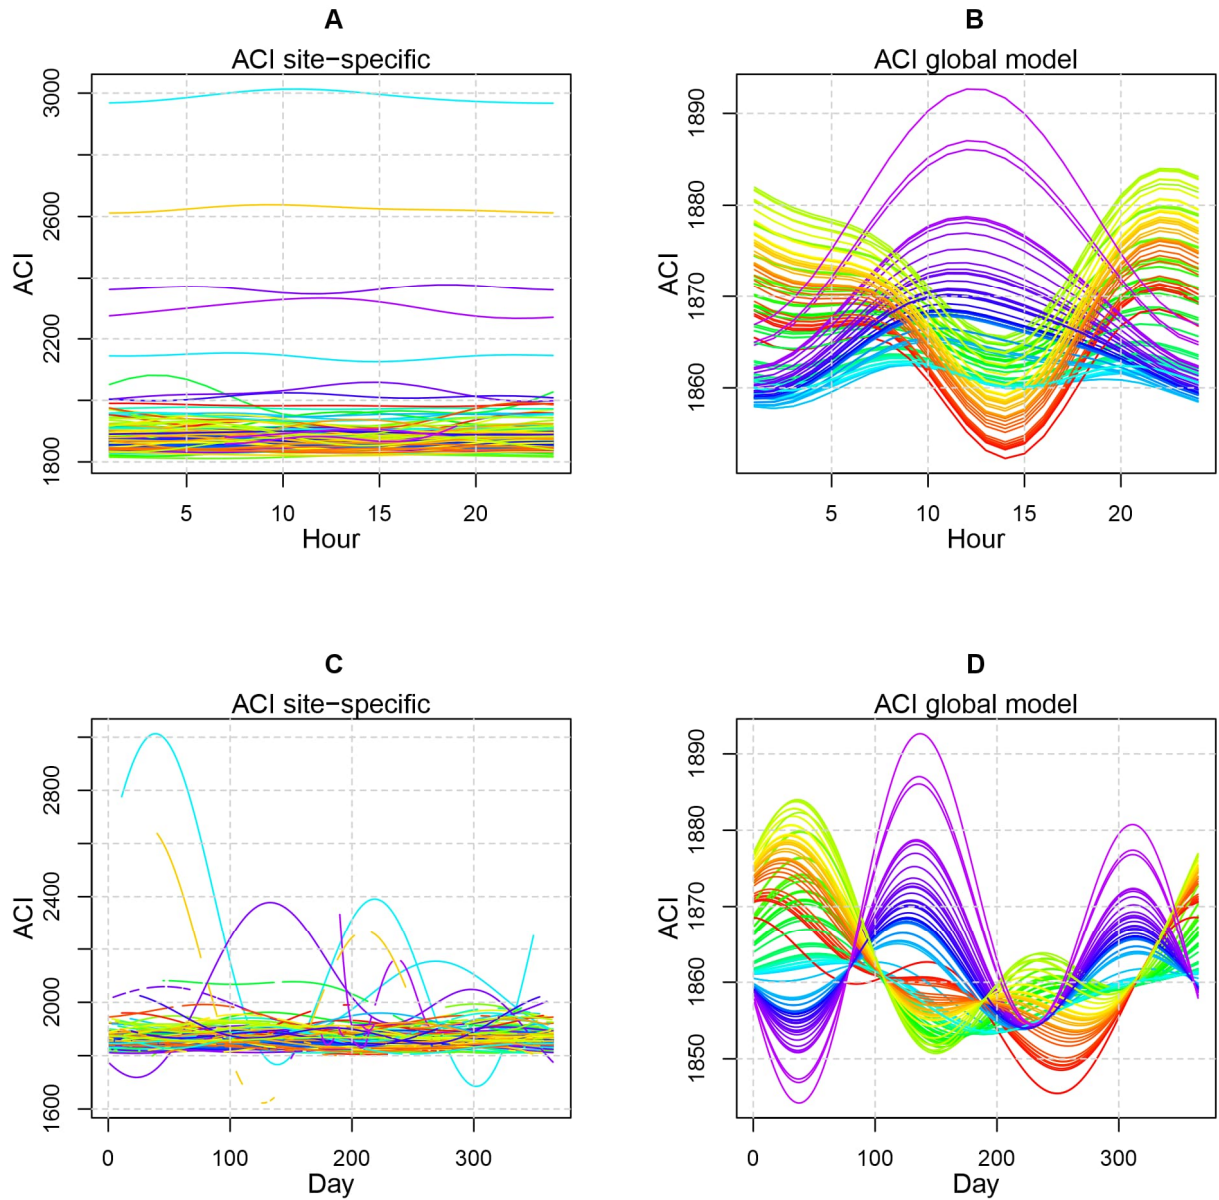 A
ACI site−specific
3000
2600
2200
1800
ACI
5 10 15 20
Hour
B
ACI global model
1890
1880
1870
1860
ACI
5 10 15 20
Hour
C
ACI site−specific
2800
2400
2000
1600
ACI
0 100 200 300
Day
D
ACI global model
1890
1880
1870
1860
1850
ACI
0 100 200 300
Day